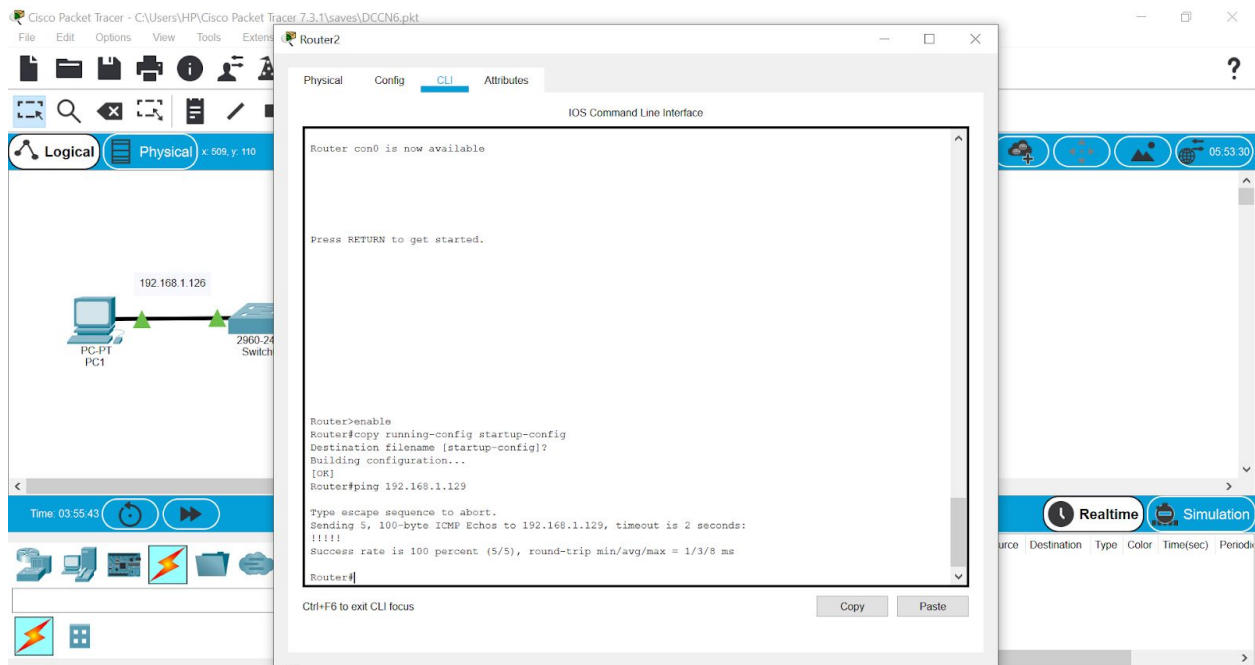 Cisco Packet Tracer - C:\Users\HP\Cisco Packet Tracer 7.3.1\saves\DCCN6.pkt
File Edit Options View Tools Extens
Router2
Physical Config CLI Attributes
IOS Command Line Interface
Logical Physical x: 509, y: 110
05:53:30
Router con0 is now available
Press RETURN to get started.
192.168.1.126
PC-PT
PC1
2960-24
Switch
Router>enable
Router#copy running-config startup-config
Destination filename [startup-config]?
Building configuration...
[OK]
Router#ping 192.168.1.129
Type escape sequence to abort.
Sending 5, 100-byte ICMP Echos to 192.168.1.129, timeout is 2 seconds:
!!!!!
Success rate is 100 percent (5/5), round-trip min/avg/max = 1/3/8 ms
Router#
Time: 03:55:43
Realtime Simulation
urce Destination Type Color Time(sec) Periodi
Ctrl+F6 to exit CLI focus
Copy Paste